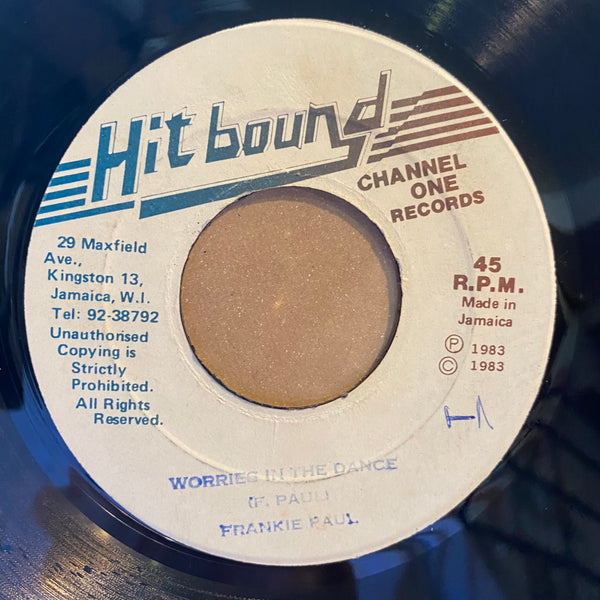 Hit bound
CHANNEL
ONE
RECORDS
29 Maxfield
Ave.,
Kingston 13,
Jamaica, W.I.
Tel: 92-38792
Unauthorised
Copying is
Strictly
Prohibited.
All Rights
Reserved.
45
R.P.M.
Made in
Jamaica
℗ 1983
© 1983
WORRIES IN THE DANCE
(F. PAUL)
FRANKIE PAUL